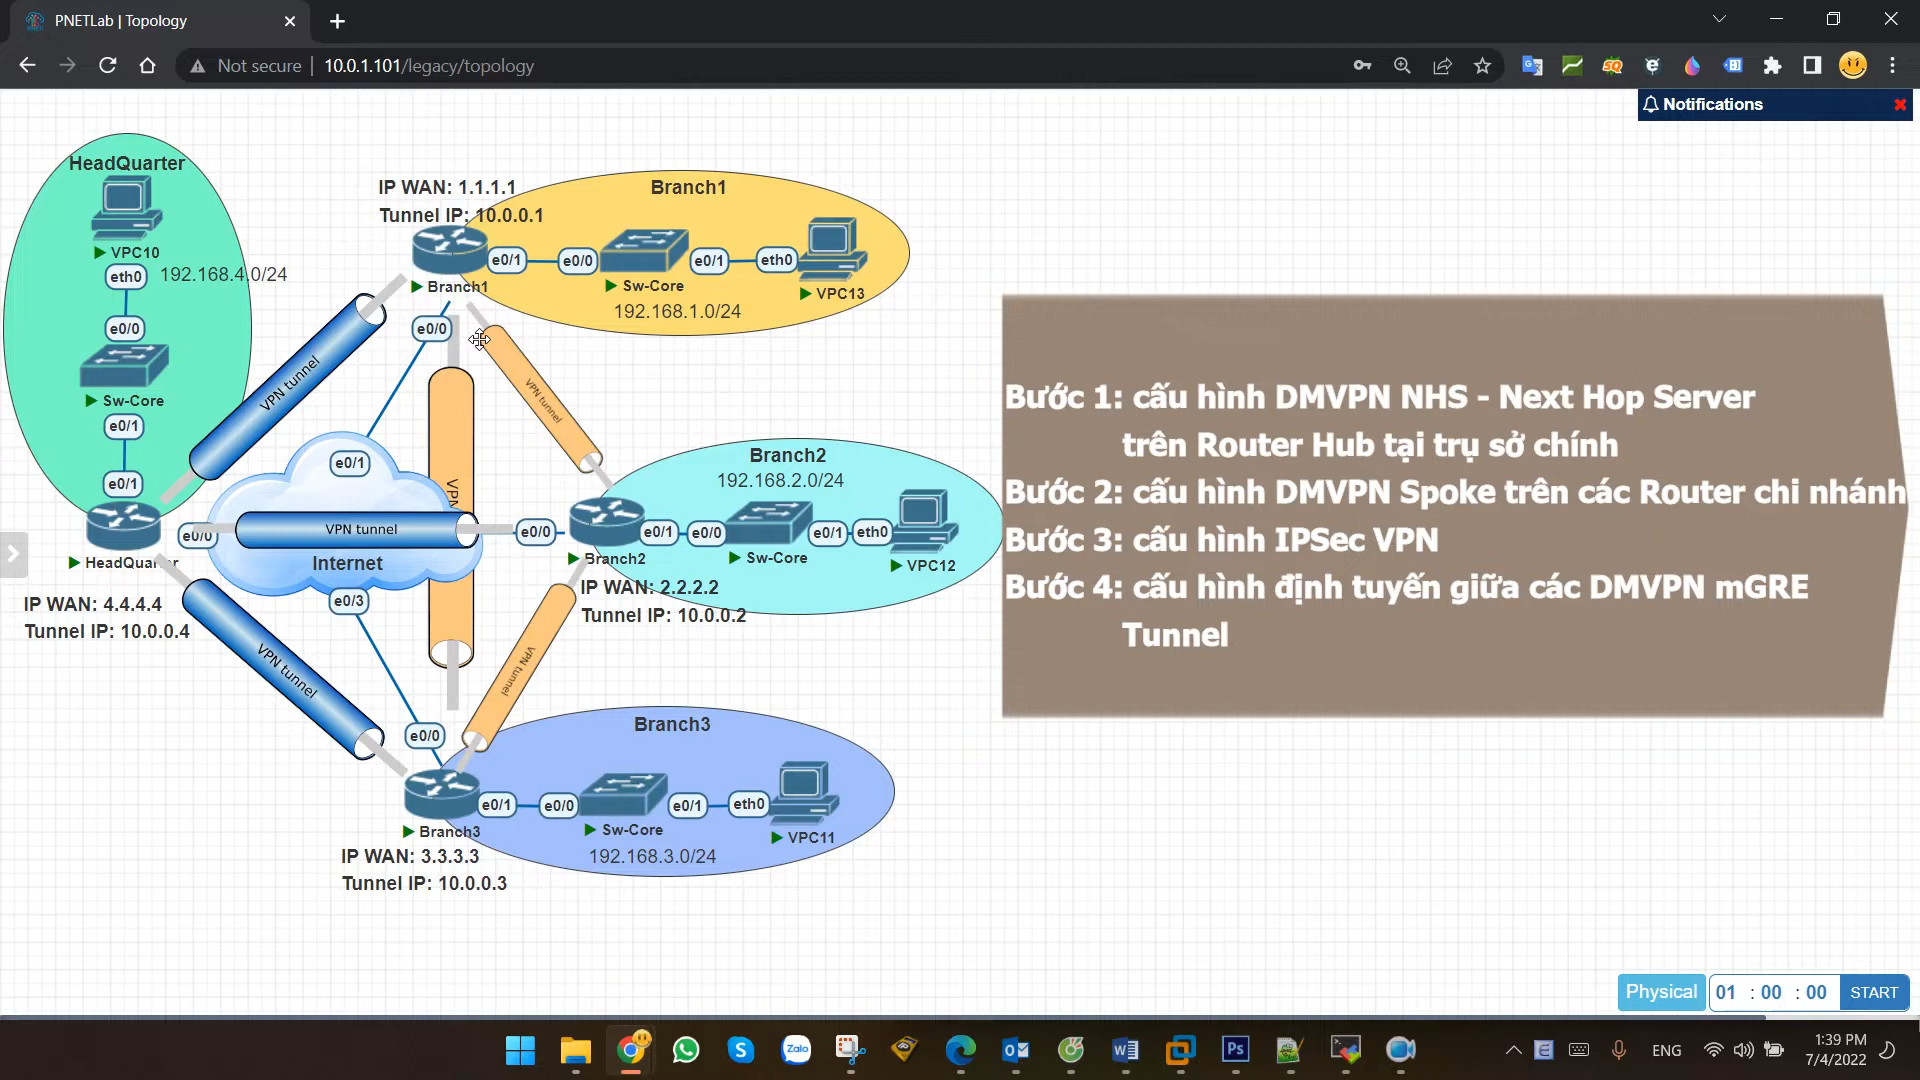 PNETLab | Topology
Not secure
10.0.1.101/legacy/topology
Notifications
HeadQuarter
VPC10
eth0
192.168.4.0/24
e0/0
Sw-Core
e0/1
e0/1
e0/0
HeadQuarter
IP WAN: 4.4.4.4
Tunnel IP: 10.0.0.4
IP WAN: 1.1.1.1
Tunnel IP: 10.0.0.1
Branch1
e0/1
e0/0
e0/1
eth0
Branch1
Sw-Core
VPC13
192.168.1.0/24
e0/0
VPN tunnel
VPN tunnel
VPN
e0/1
VPN tunnel
Internet
e0/3
e0/0
Branch2
192.168.2.0/24
e0/1
e0/0
e0/1
eth0
Branch2
Sw-Core
VPC12
IP WAN: 2.2.2.2
Tunnel IP: 10.0.0.2
VPN tunnel
VPN tunnel
e0/0
Branch3
e0/1
e0/0
e0/1
eth0
Branch3
Sw-Core
VPC11
192.168.3.0/24
IP WAN: 3.3.3.3
Tunnel IP: 10.0.0.3
Bước 1: cấu hình DMVPN NHS - Next Hop Server
trên Router Hub tại trụ sở chính
Bước 2: cấu hình DMVPN Spoke trên các Router chi nhánh
Bước 3: cấu hình IPSec VPN
Bước 4: cấu hình định tuyến giữa các DMVPN mGRE
Tunnel
Physical
01 : 00 : 00
START
Zalo
ENG
1:39 PM
7/4/2022